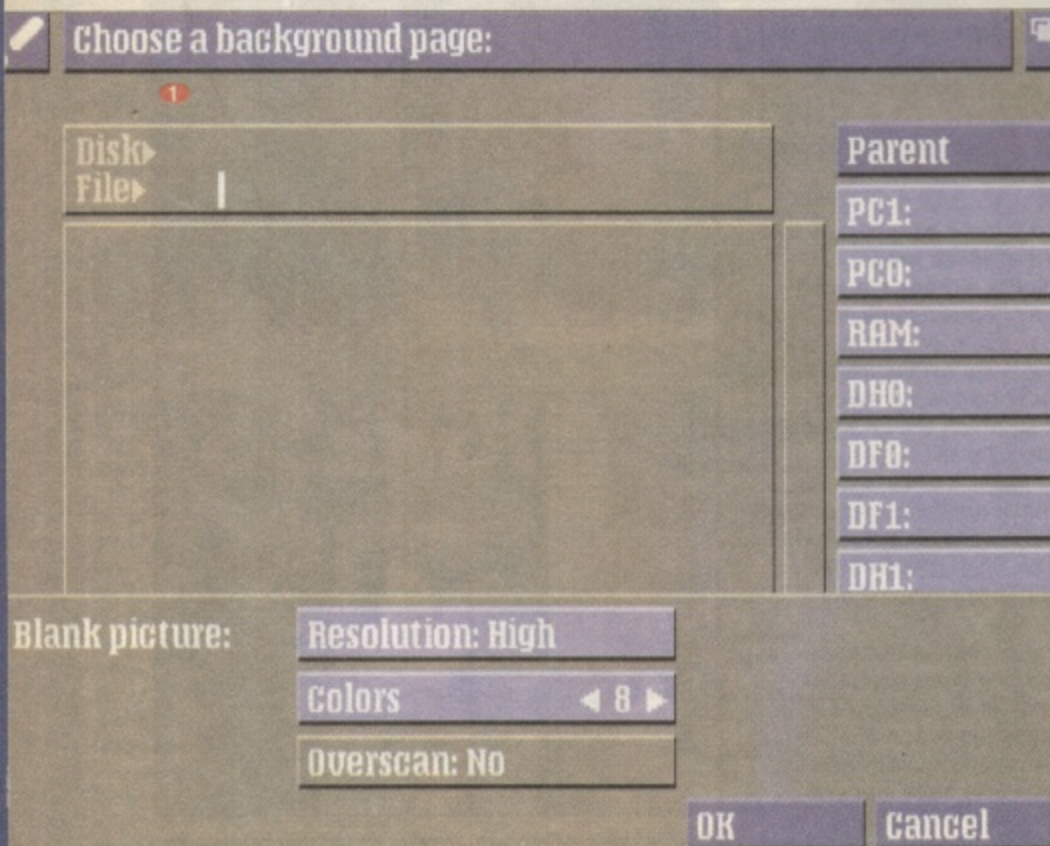 Choose a background page:
1
Disk
File
Parent
PC1:
PC0:
RAM:
DH0:
DF0:
DF1:
DH1:
Blank picture:
Resolution: High
Colors 8
Overscan: No
OK
Cancel